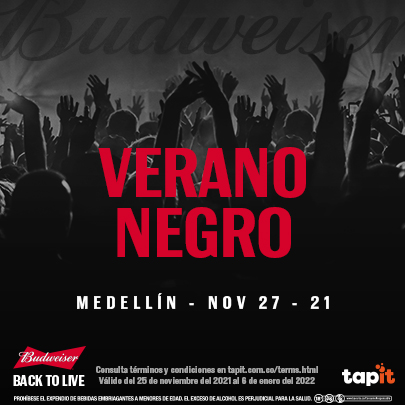 Budweiser
VERANO
NEGRO
MEDELLÍN - NOV 27 - 21
Budweiser
BACK TO LIVE
Consulta términos y condiciones en tapit.com.co/terms.html
Válido del 25 de noviembre del 2021 al 6 de enero del 2022
tapit
PROHÍBESE EL EXPENDIO DE BEBIDAS EMBRIAGANTES A MENORES DE EDAD. EL EXCESO DE ALCOHOL ES PERJUDICIAL PARA LA SALUD.